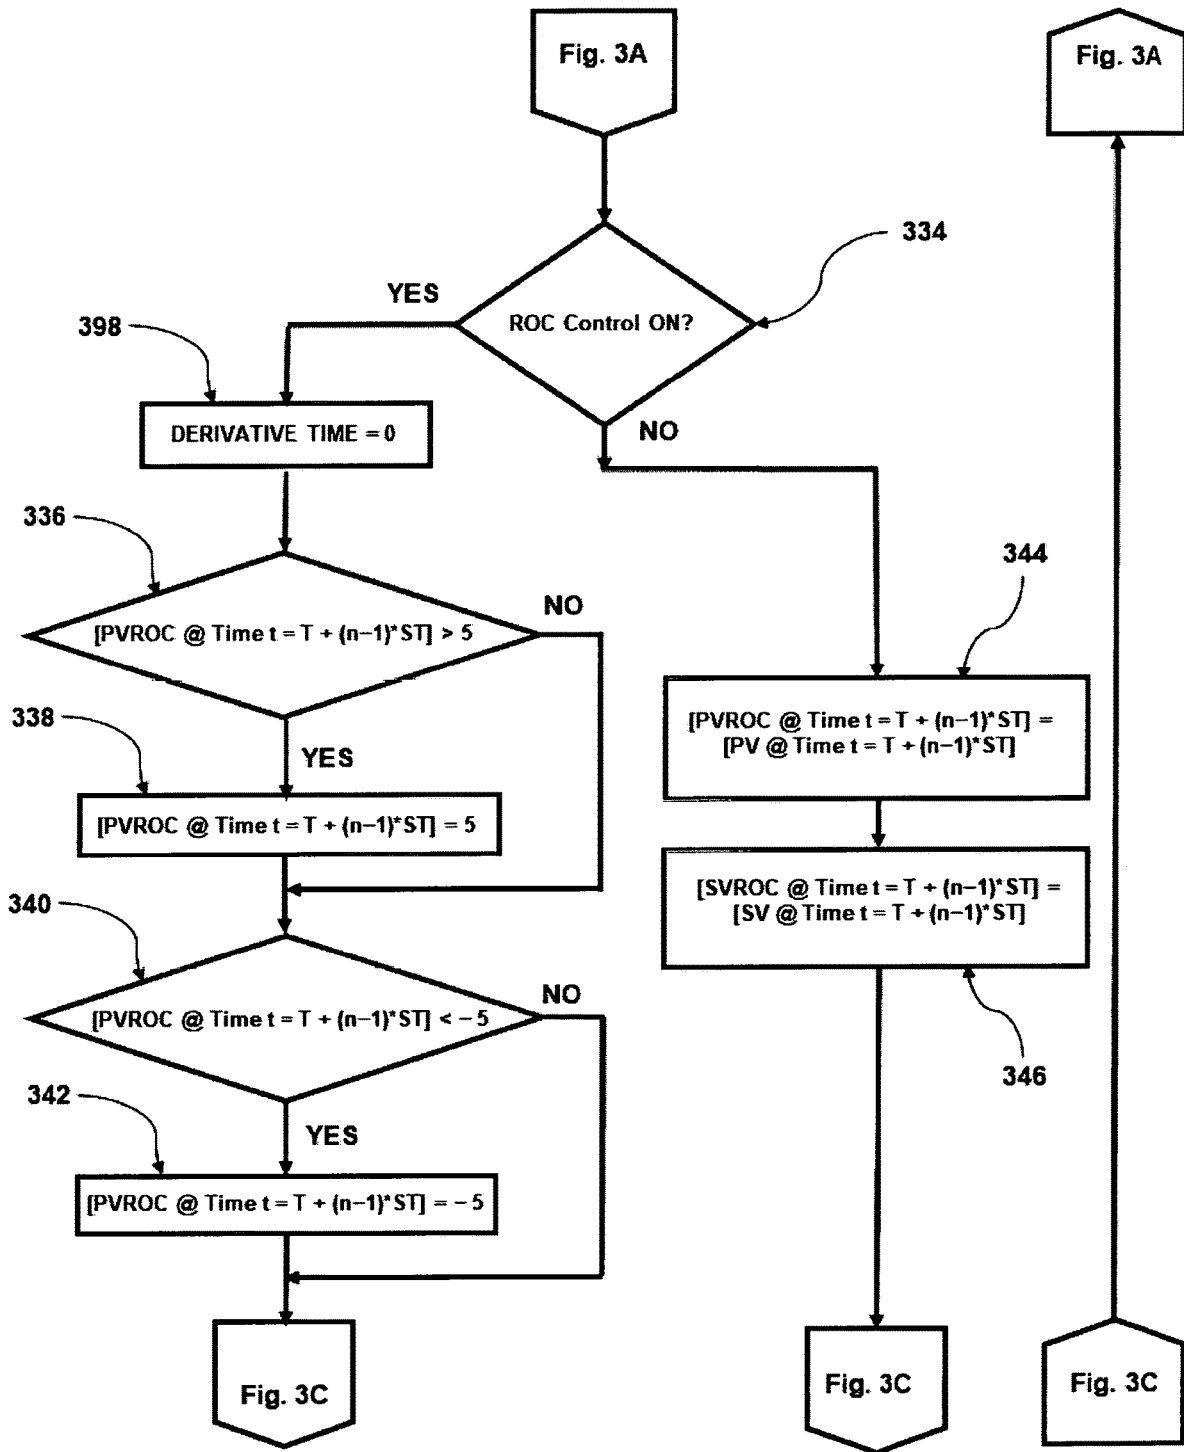 Fig. 3A
Fig. 3A
334
YES
ROC Control ON?
398
NO
DERIVATIVE TIME = 0
336
344
NO
[PVROC @ Time t = T + (n−1)*ST] > 5
338
[PVROC @ Time t = T + (n−1)*ST] =
[PV @ Time t = T + (n−1)*ST]
YES
[PVROC @ Time t = T + (n−1)*ST] = 5
340
[SVROC @ Time t = T + (n−1)*ST] =
[SV @ Time t = T + (n−1)*ST]
NO
[PVROC @ Time t = T + (n−1)*ST] < − 5
346
342
YES
[PVROC @ Time t = T + (n−1)*ST] = − 5
Fig. 3C
Fig. 3C
Fig. 3C